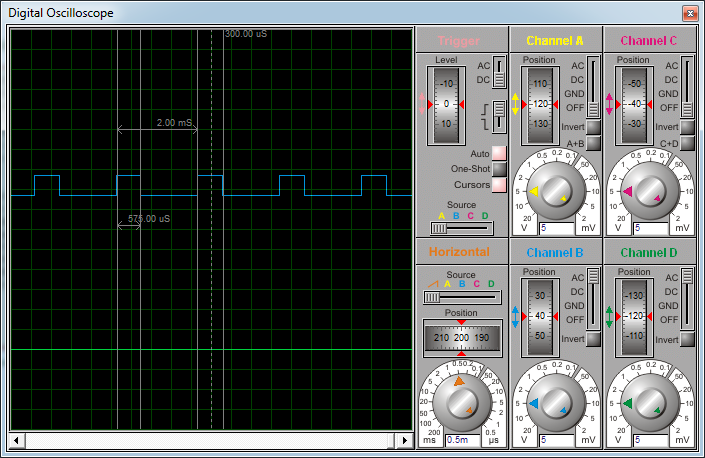 Digital Oscilloscope
300.00 uS
2.00 mS
575.00 uS
Trigger
Level
AC
DC
-10
0
10
Auto
One-Shot
Cursors
Source
A B C D
Channel A
Position
AC
DC
GND
OFF
-110
-120
-130
Invert
A+B
0.2 0.1 50
0.5
1
2
5
10
20
20
10
5
2
V 5 mV
Channel C
Position
AC
DC
GND
OFF
-50
-40
-30
Invert
C+D
0.2 0.1 50
0.5
1
2
5
10
20
20
10
5
2
V 5 mV
Horizontal
Source
A B C D
Position
210 200 190
1 0.50 0.2
2
5
10
20
50
100
200
0.1
50
20
10
5
2
1
0.5
ms 0.5m µs
Channel B
Position
AC
DC
GND
OFF
30
40
50
Invert
0.2 0.1 50
0.5
1
2
5
10
20
20
10
5
2
V 5 mV
Channel D
Position
AC
DC
GND
OFF
-130
-120
-110
Invert
0.2 0.1 50
0.5
1
2
5
10
20
20
10
5
2
V 5 mV